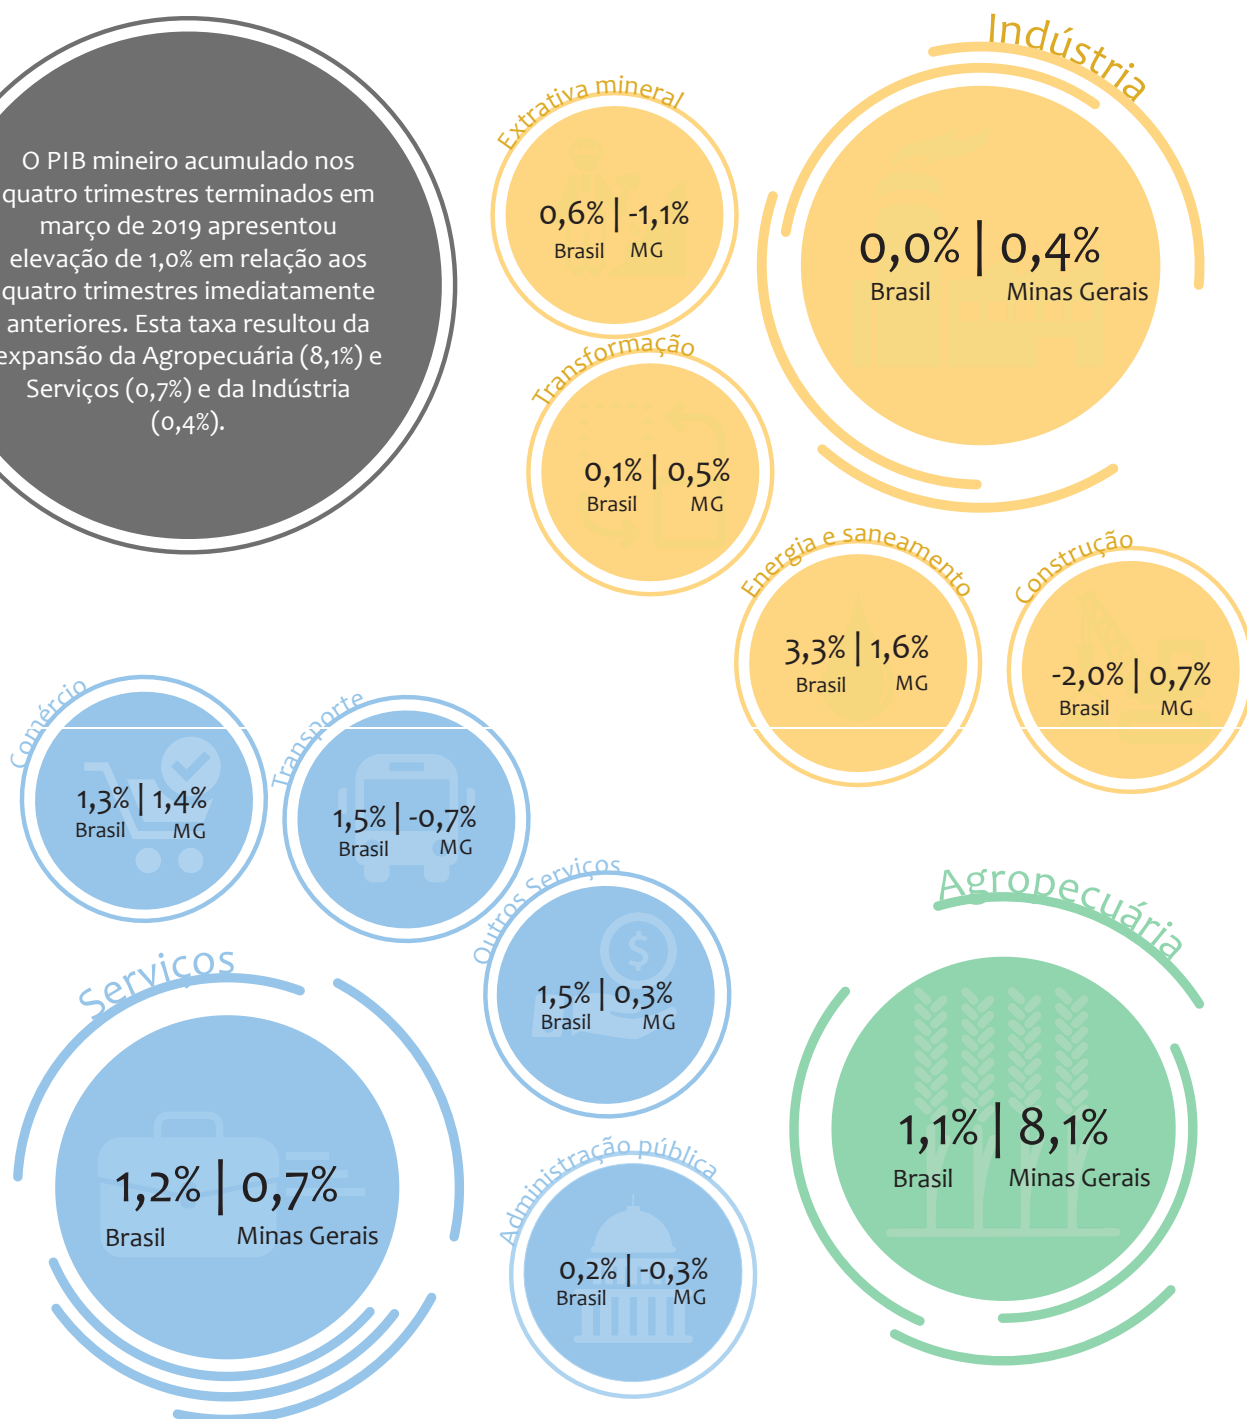 O PIB mineiro acumulado nos
quatro trimestres terminados em
março de 2019 apresentou
elevação de 1,0% em relação aos
quatro trimestres imediatamente
anteriores. Esta taxa resultou da
expansão da Agropecuária (8,1%) e
Serviços (0,7%) e da Indústria
(0,4%).
Indústria
0,0% | 0,4%
Brasil Minas Gerais
Extrativa mineral
0,6% | -1,1%
Brasil MG
Transformação
0,1% | 0,5%
Brasil MG
Energia e saneamento
3,3% | 1,6%
Brasil MG
Construção
-2,0% | 0,7%
Brasil MG
Comércio
1,3% | 1,4%
Brasil MG
Transporte
1,5% | -0,7%
Brasil MG
Outros Serviços
$
1,5% | 0,3%
Brasil MG
Serviços
1,2% | 0,7%
Brasil Minas Gerais
Administração pública
0,2% | -0,3%
Brasil MG
Agropecuária
1,1% | 8,1%
Brasil Minas Gerais